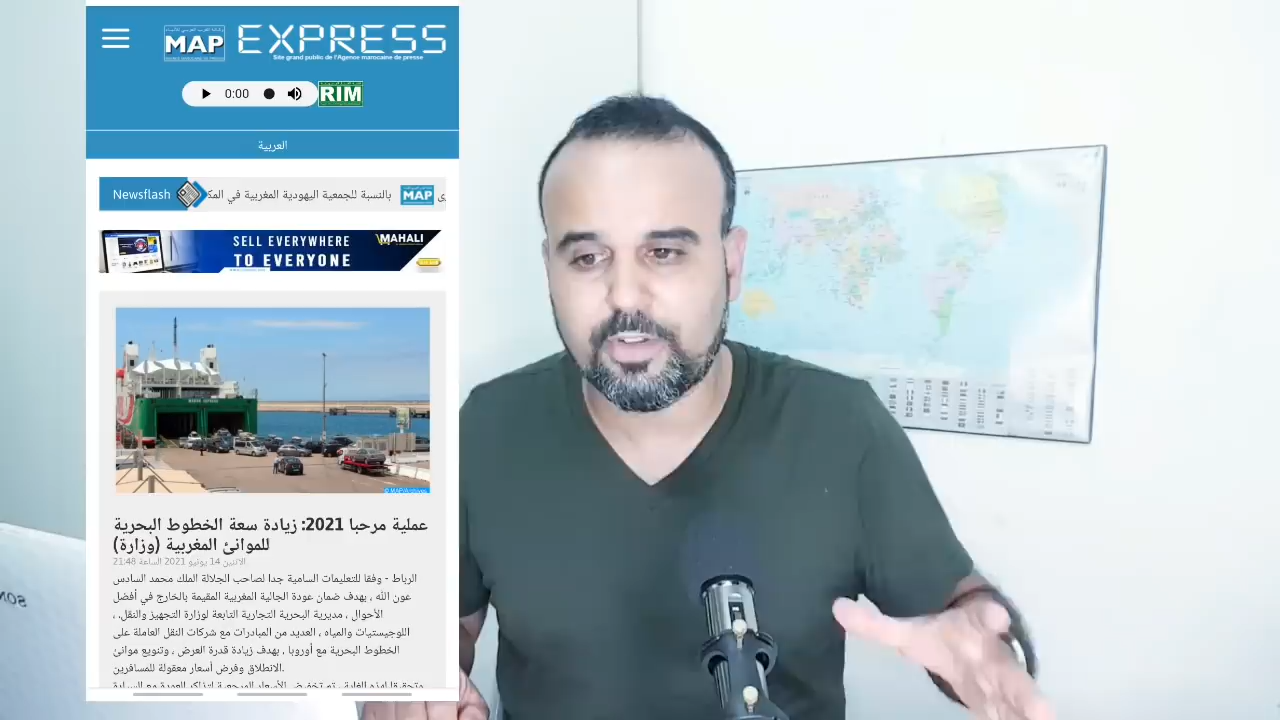 MAP EXPRESS
Site grand public de l'Agence marocaine de presse
0:00
RIM
العربية
Newsflash
بالنسبة للجمعية اليهودية المغربية في
MAP
SELL EVERYWHERE
TO EVERYONE
MAHALI
عملية مرحبا 2021: زيادة سعة الخطوط البحرية
للموانئ المغربية (وزارة)
الاثنين 14 يونيو 2021 الساعة 21:48
الرباط - وفقا للتعليمات السامية جدا لصاحب الجلالة الملك محمد السادس
عون الله ، بهدف ضمان عودة الجالية المغربية المقيمة بالخارج في أفضل
الأحوال ، مديرية البحرية التجارية التابعة لوزارة التجهيز والنقل. ،
اللوجيستيات والمياه ، العديد من المبادرات مع شركات النقل العاملة على
الخطوط البحرية مع أوروبا ، بهدف زيادة قدرة العرض ، وتنويع موانئ
الانطلاق وفرض أسعار معقولة للمسافرين.